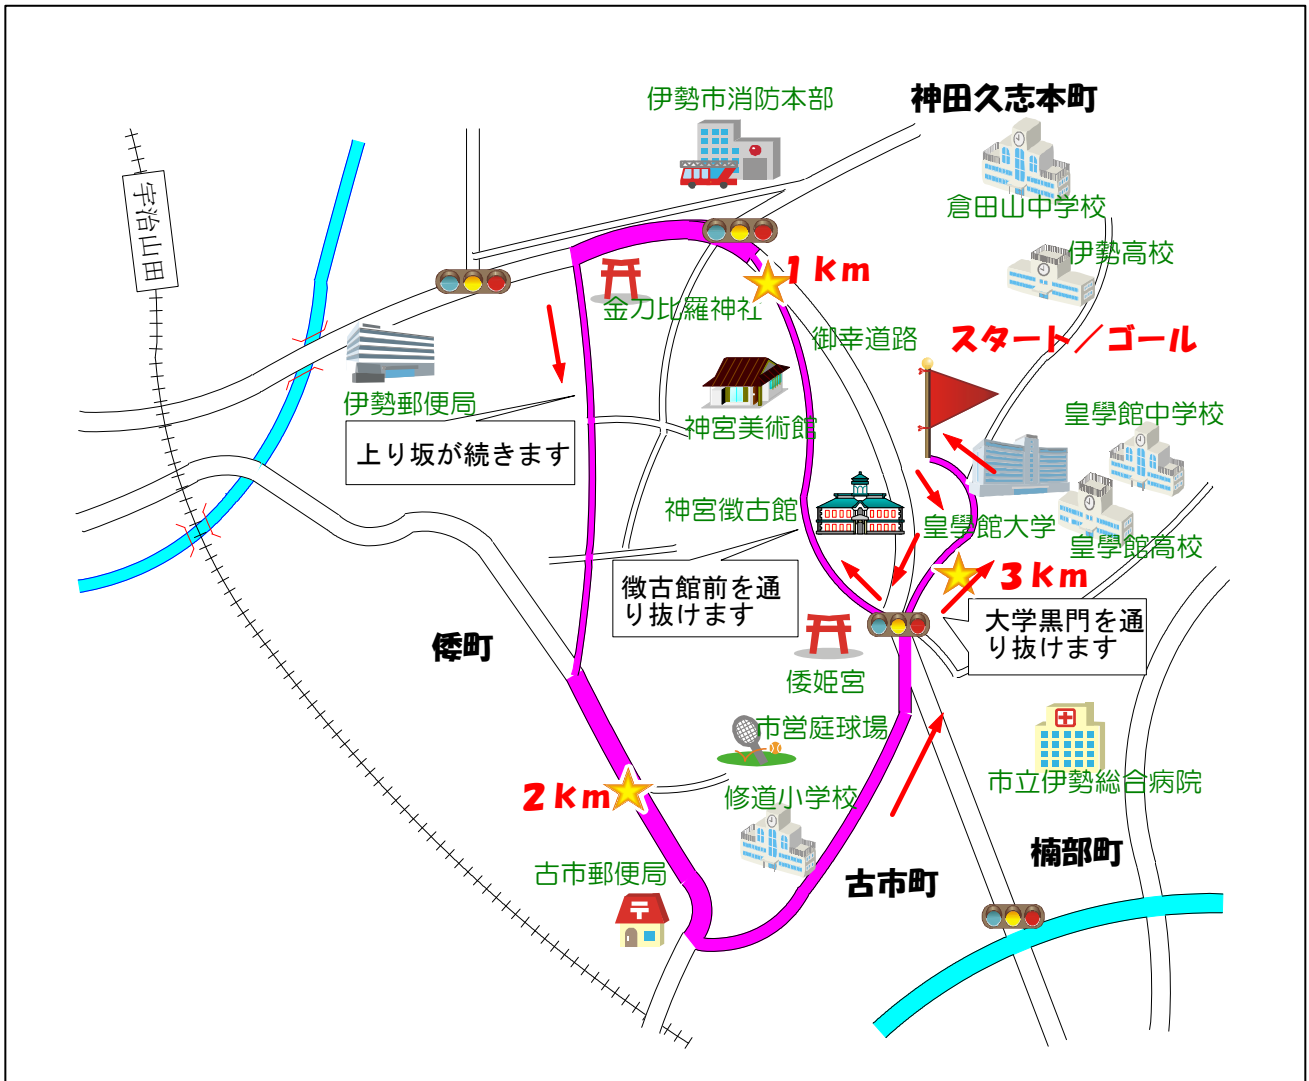 伊勢市消防本部
神田久志本町
宇治山田
倉田山中学校
伊勢高校
1km
金刀比羅神社
御幸道路
スタート／ゴール
伊勢郵便局
神宮美術館
皇學館中学校
上り坂が続きます
神宮徴古館
皇學館大学
皇學館高校
徴古館前を通
り抜けます
3km
大学黒門を通
り抜けます
倭町
倭姫宮
市営庭球場
市立伊勢総合病院
2km
修道小学校
楠部町
古市郵便局
古市町